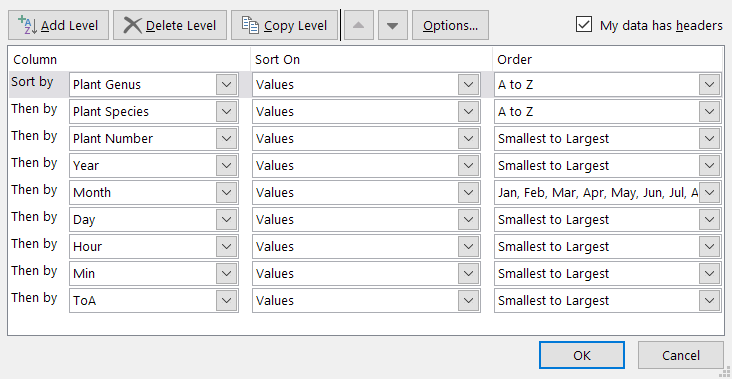 Add Level Delete Level Copy Level Options... My data has headers
Column Sort On Order
Sort by Plant Genus Values A to Z
Then by Plant Species Values A to Z
Then by Plant Number Values Smallest to Largest
Then by Year Values Smallest to Largest
Then by Month Values Jan, Feb, Mar, Apr, May, Jun, Jul, A
Then by Day Values Smallest to Largest
Then by Hour Values Smallest to Largest
Then by Min Values Smallest to Largest
Then by ToA Values Smallest to Largest
OK Cancel